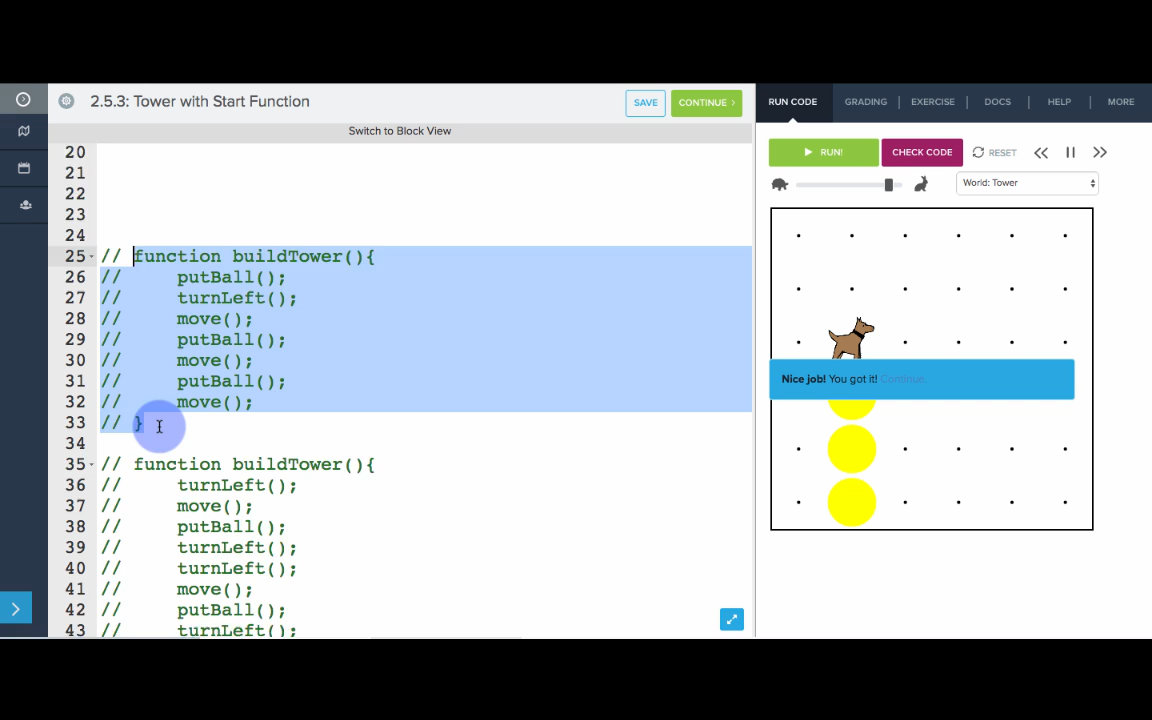 2.5.3: Tower with Start Function
SAVE
CONTINUE ›
RUN CODE
GRADING
EXERCISE
DOCS
HELP
MORE
Switch to Block View
RUN!
CHECK CODE
RESET
World: Tower
20
21
22
23
24
25 // function buildTower(){
26 //     putBall();
27 //     turnLeft();
28 //     move();
29 //     putBall();
30 //     move();
31 //     putBall();
32 //     move();
33 // }
34
35 // function buildTower(){
36 //     turnLeft();
37 //     move();
38 //     putBall();
39 //     turnLeft();
40 //     turnLeft();
41 //     move();
42 //     putBall();
43 //     turnLeft();
Nice job! You got it! Continue.